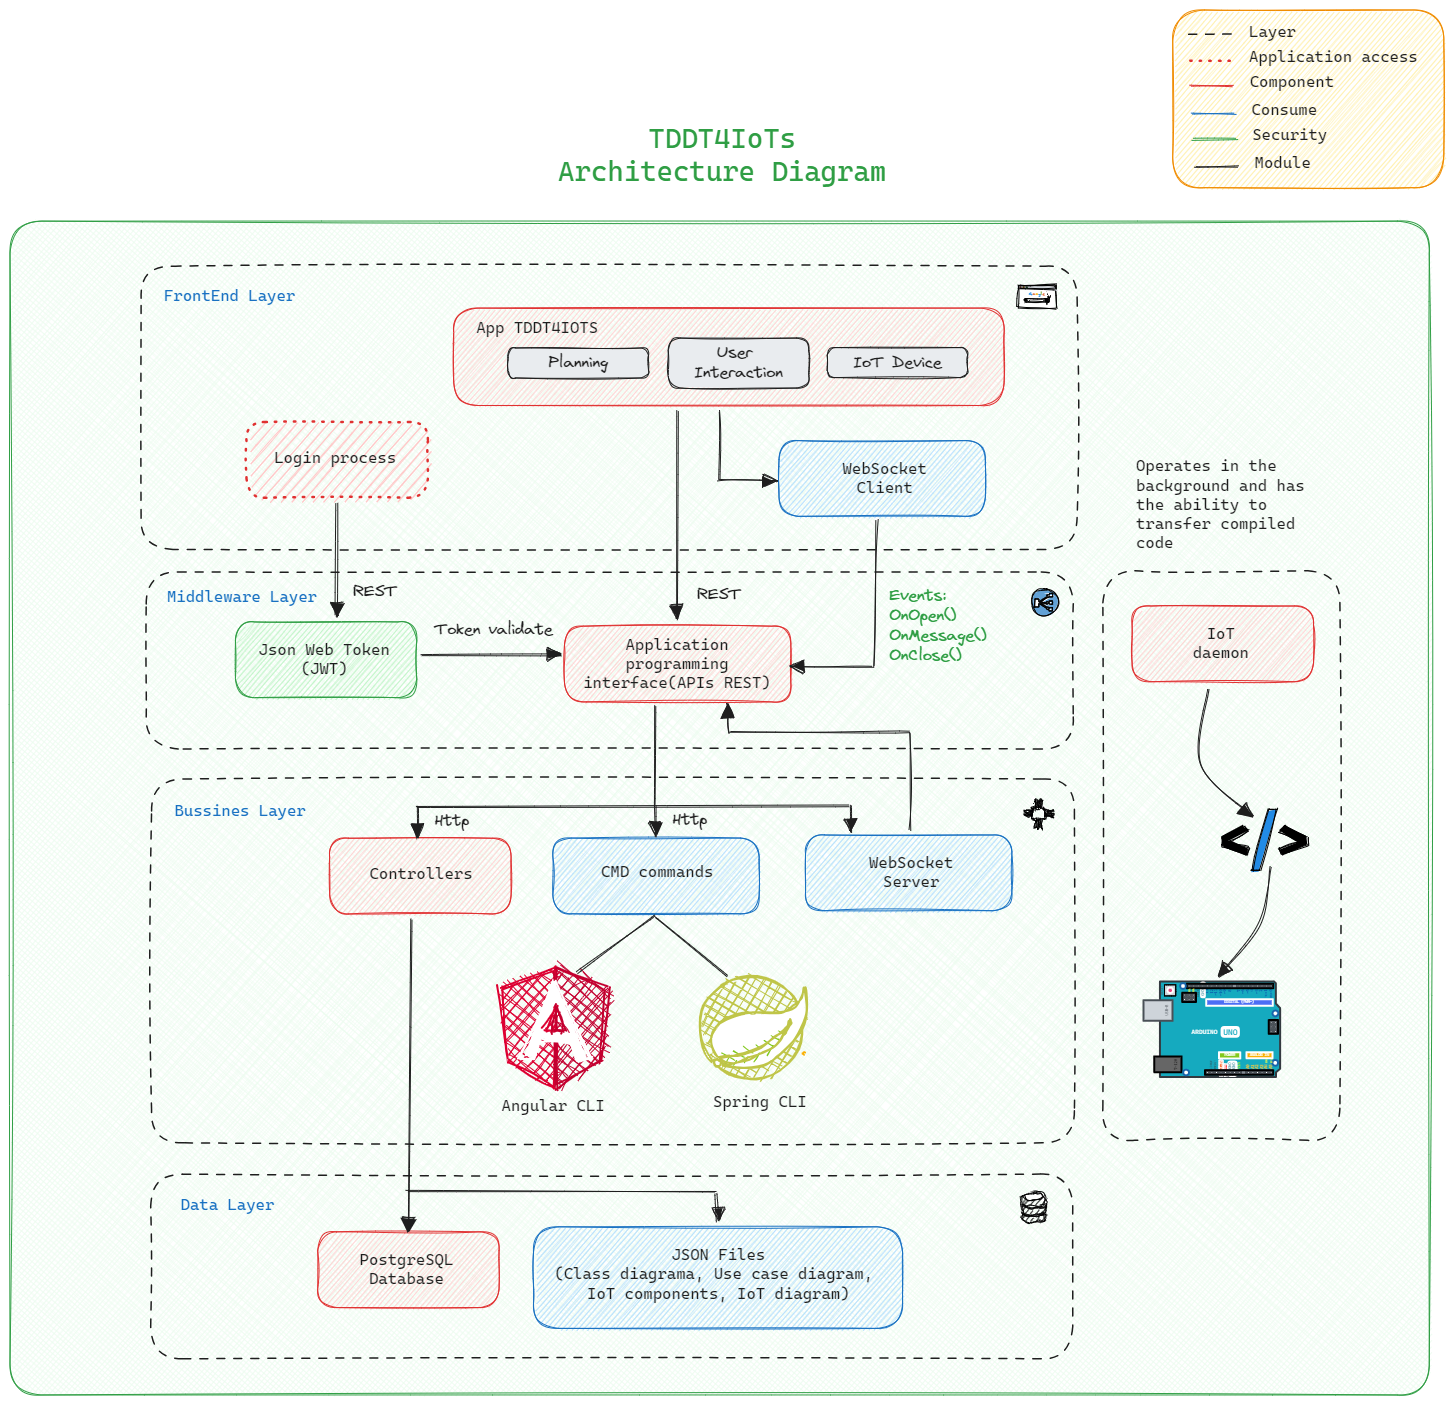 Layer
Application access
Component
Consume
Security
Module
TDDT4IoTs
Architecture Diagram
FrontEnd Layer
App TDDT4IOTS
Planning
User
Interaction
IoT Device
Login process
WebSocket
Client
Operates in the
background and has
the ability to
transfer compiled
code
Middleware Layer
REST
REST
Events:
OnOpen()
OnMessage()
OnClose()
Json Web Token
(JWT)
Token validate
Application
programming
interface(APIs REST)
IoT
daemon
Bussines Layer
Http
Http
Controllers
CMD commands
WebSocket
Server
</>
Angular CLI
Spring CLI
ARDUINO UNO
Data Layer
PostgreSQL
Database
JSON Files
(Class diagrama, Use case diagram,
IoT components, IoT diagram)